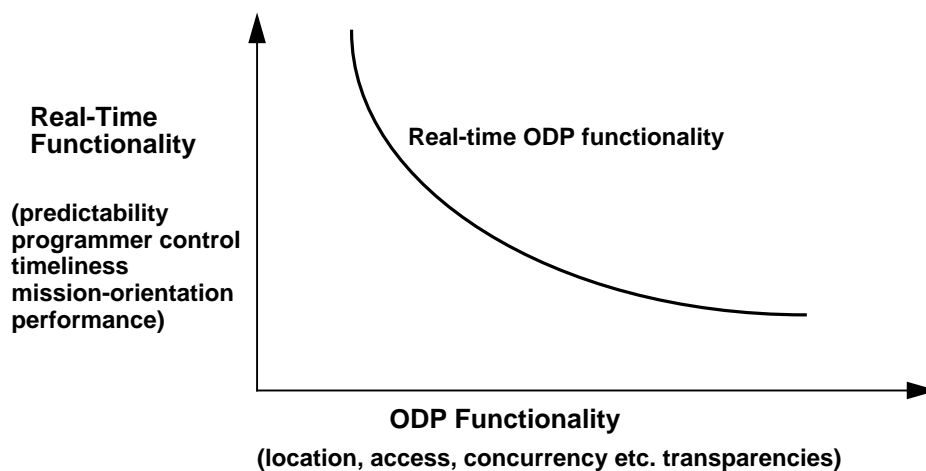 Real-Time
Functionality
Real-time ODP functionality
(predictability
programmer control
timeliness
mission-orientation
performance)
ODP Functionality
(location, access, concurrency etc. transparencies)